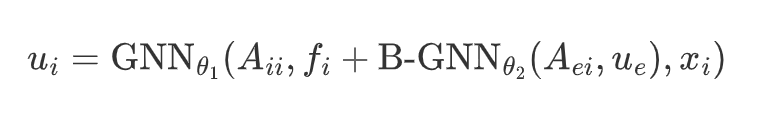 u_i = GNN_{θ_1}(A_{ii}, f_i + B-GNN_{θ_2}(A_{ei}, u_e), x_i)